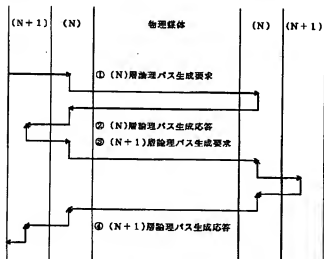 (N+1) (N) 物理媒体 (N) (N+1)
① (N)層論理パス生成要求
② (N)層論理パス生成応答
③ (N+1)層論理パス生成要求
④ (N+1)層論理パス生成応答